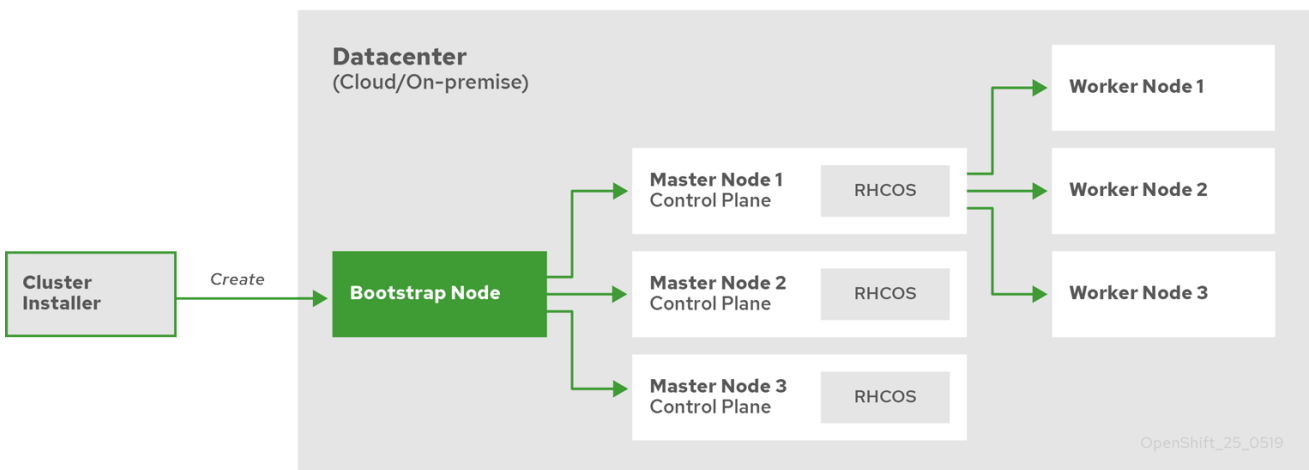 Datacenter
(Cloud/On-premise)
Cluster
Installer
Create
Bootstrap Node
Master Node 1
Control Plane
RHCOS
Master Node 2
Control Plane
RHCOS
Master Node 3
Control Plane
RHCOS
Worker Node 1
Worker Node 2
Worker Node 3
OpenShift_25_0519